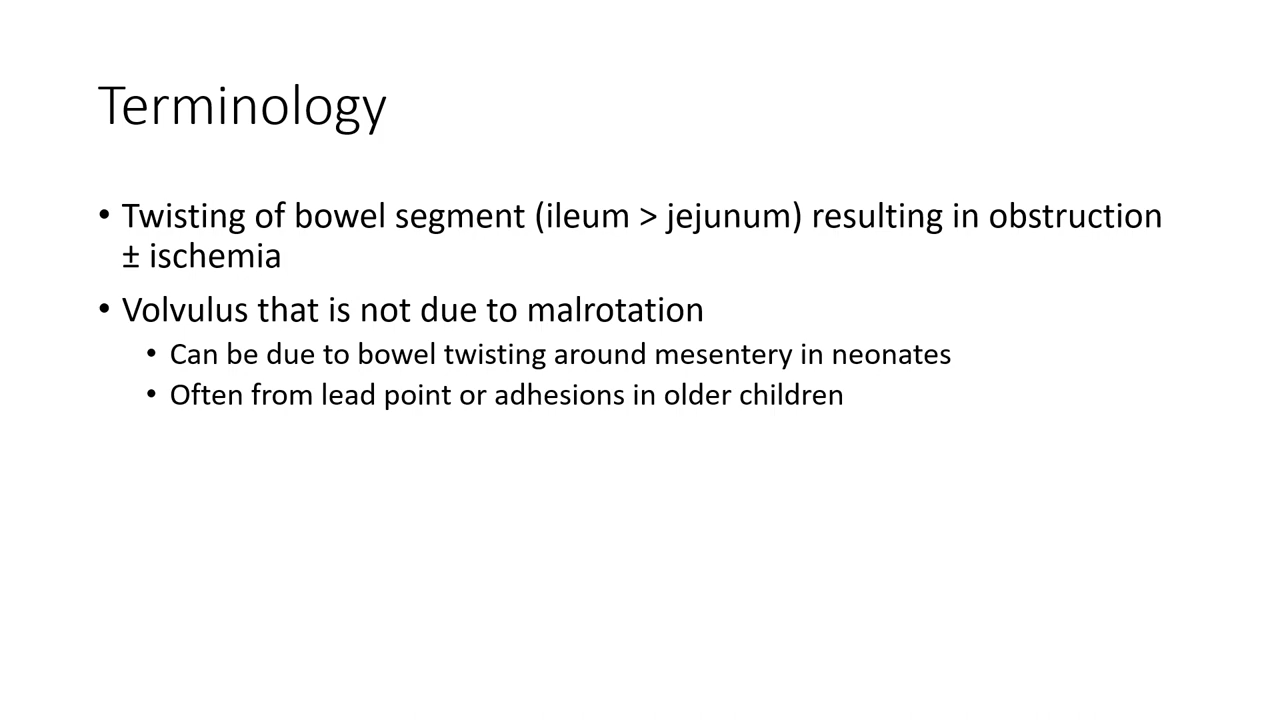 Terminology
• Twisting of bowel segment (ileum > jejunum) resulting in obstruction
± ischemia
• Volvulus that is not due to malrotation
• Can be due to bowel twisting around mesentery in neonates
• Often from lead point or adhesions in older children